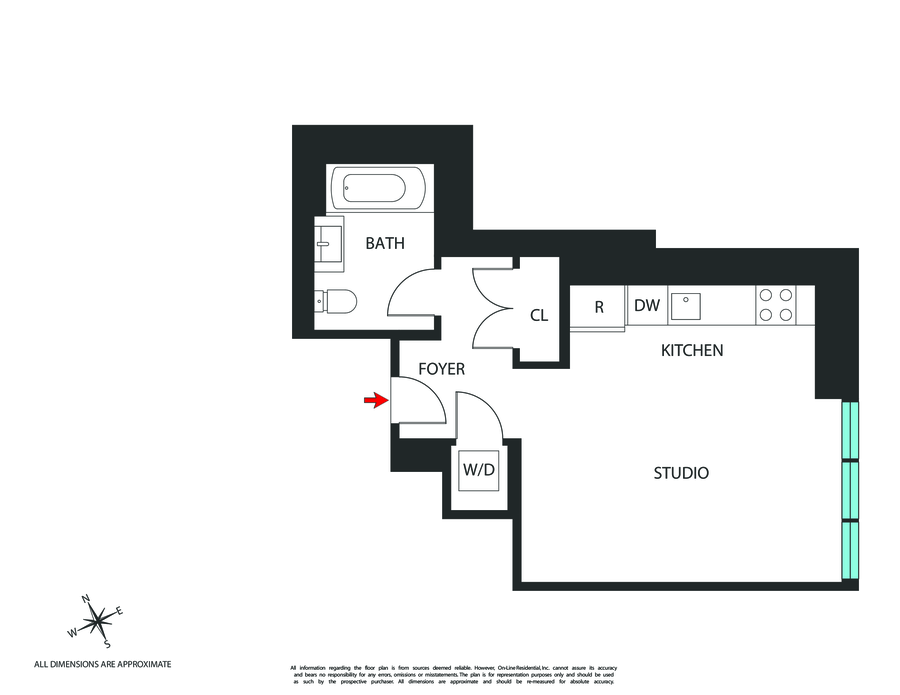 BATH
CL
R
DW
KITCHEN
FOYER
W/D
STUDIO
N
E
W
S
ALL DIMENSIONS ARE APPROXIMATE
All information regarding the floor plan is from sources deemed reliable. However, On-Line Residential, Inc. cannot assure its accuracy
and bears no responsibility for any errors, omissions or misstatements. The plan is for representation purposes only and should be used
as such by the prospective purchaser. All dimensions are approximate and should be re-measured for absolute accuracy.